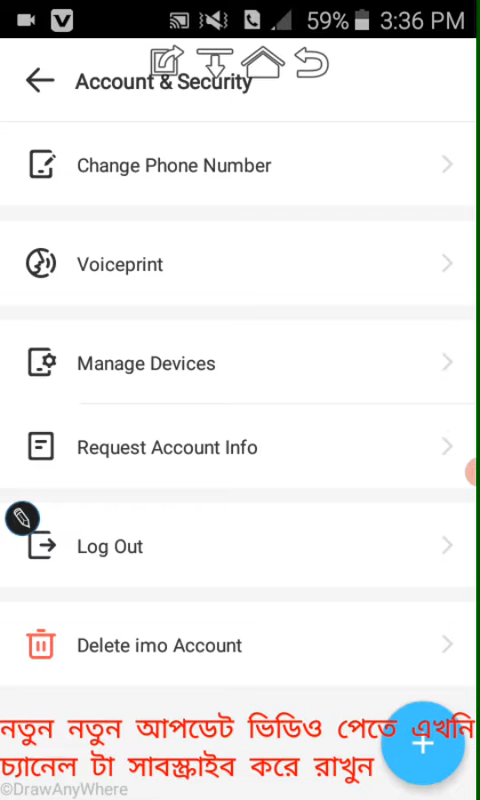 59% 3:36 PM
Account & Security
Change Phone Number
Voiceprint
Manage Devices
Request Account Info
Log Out
Delete imo Account
নতুন নতুন আপডেট ভিডিও পেতে এখনি
চ্যানেল টা সাবস্ক্রাইব করে রাখুন
©DrawAnyWhere